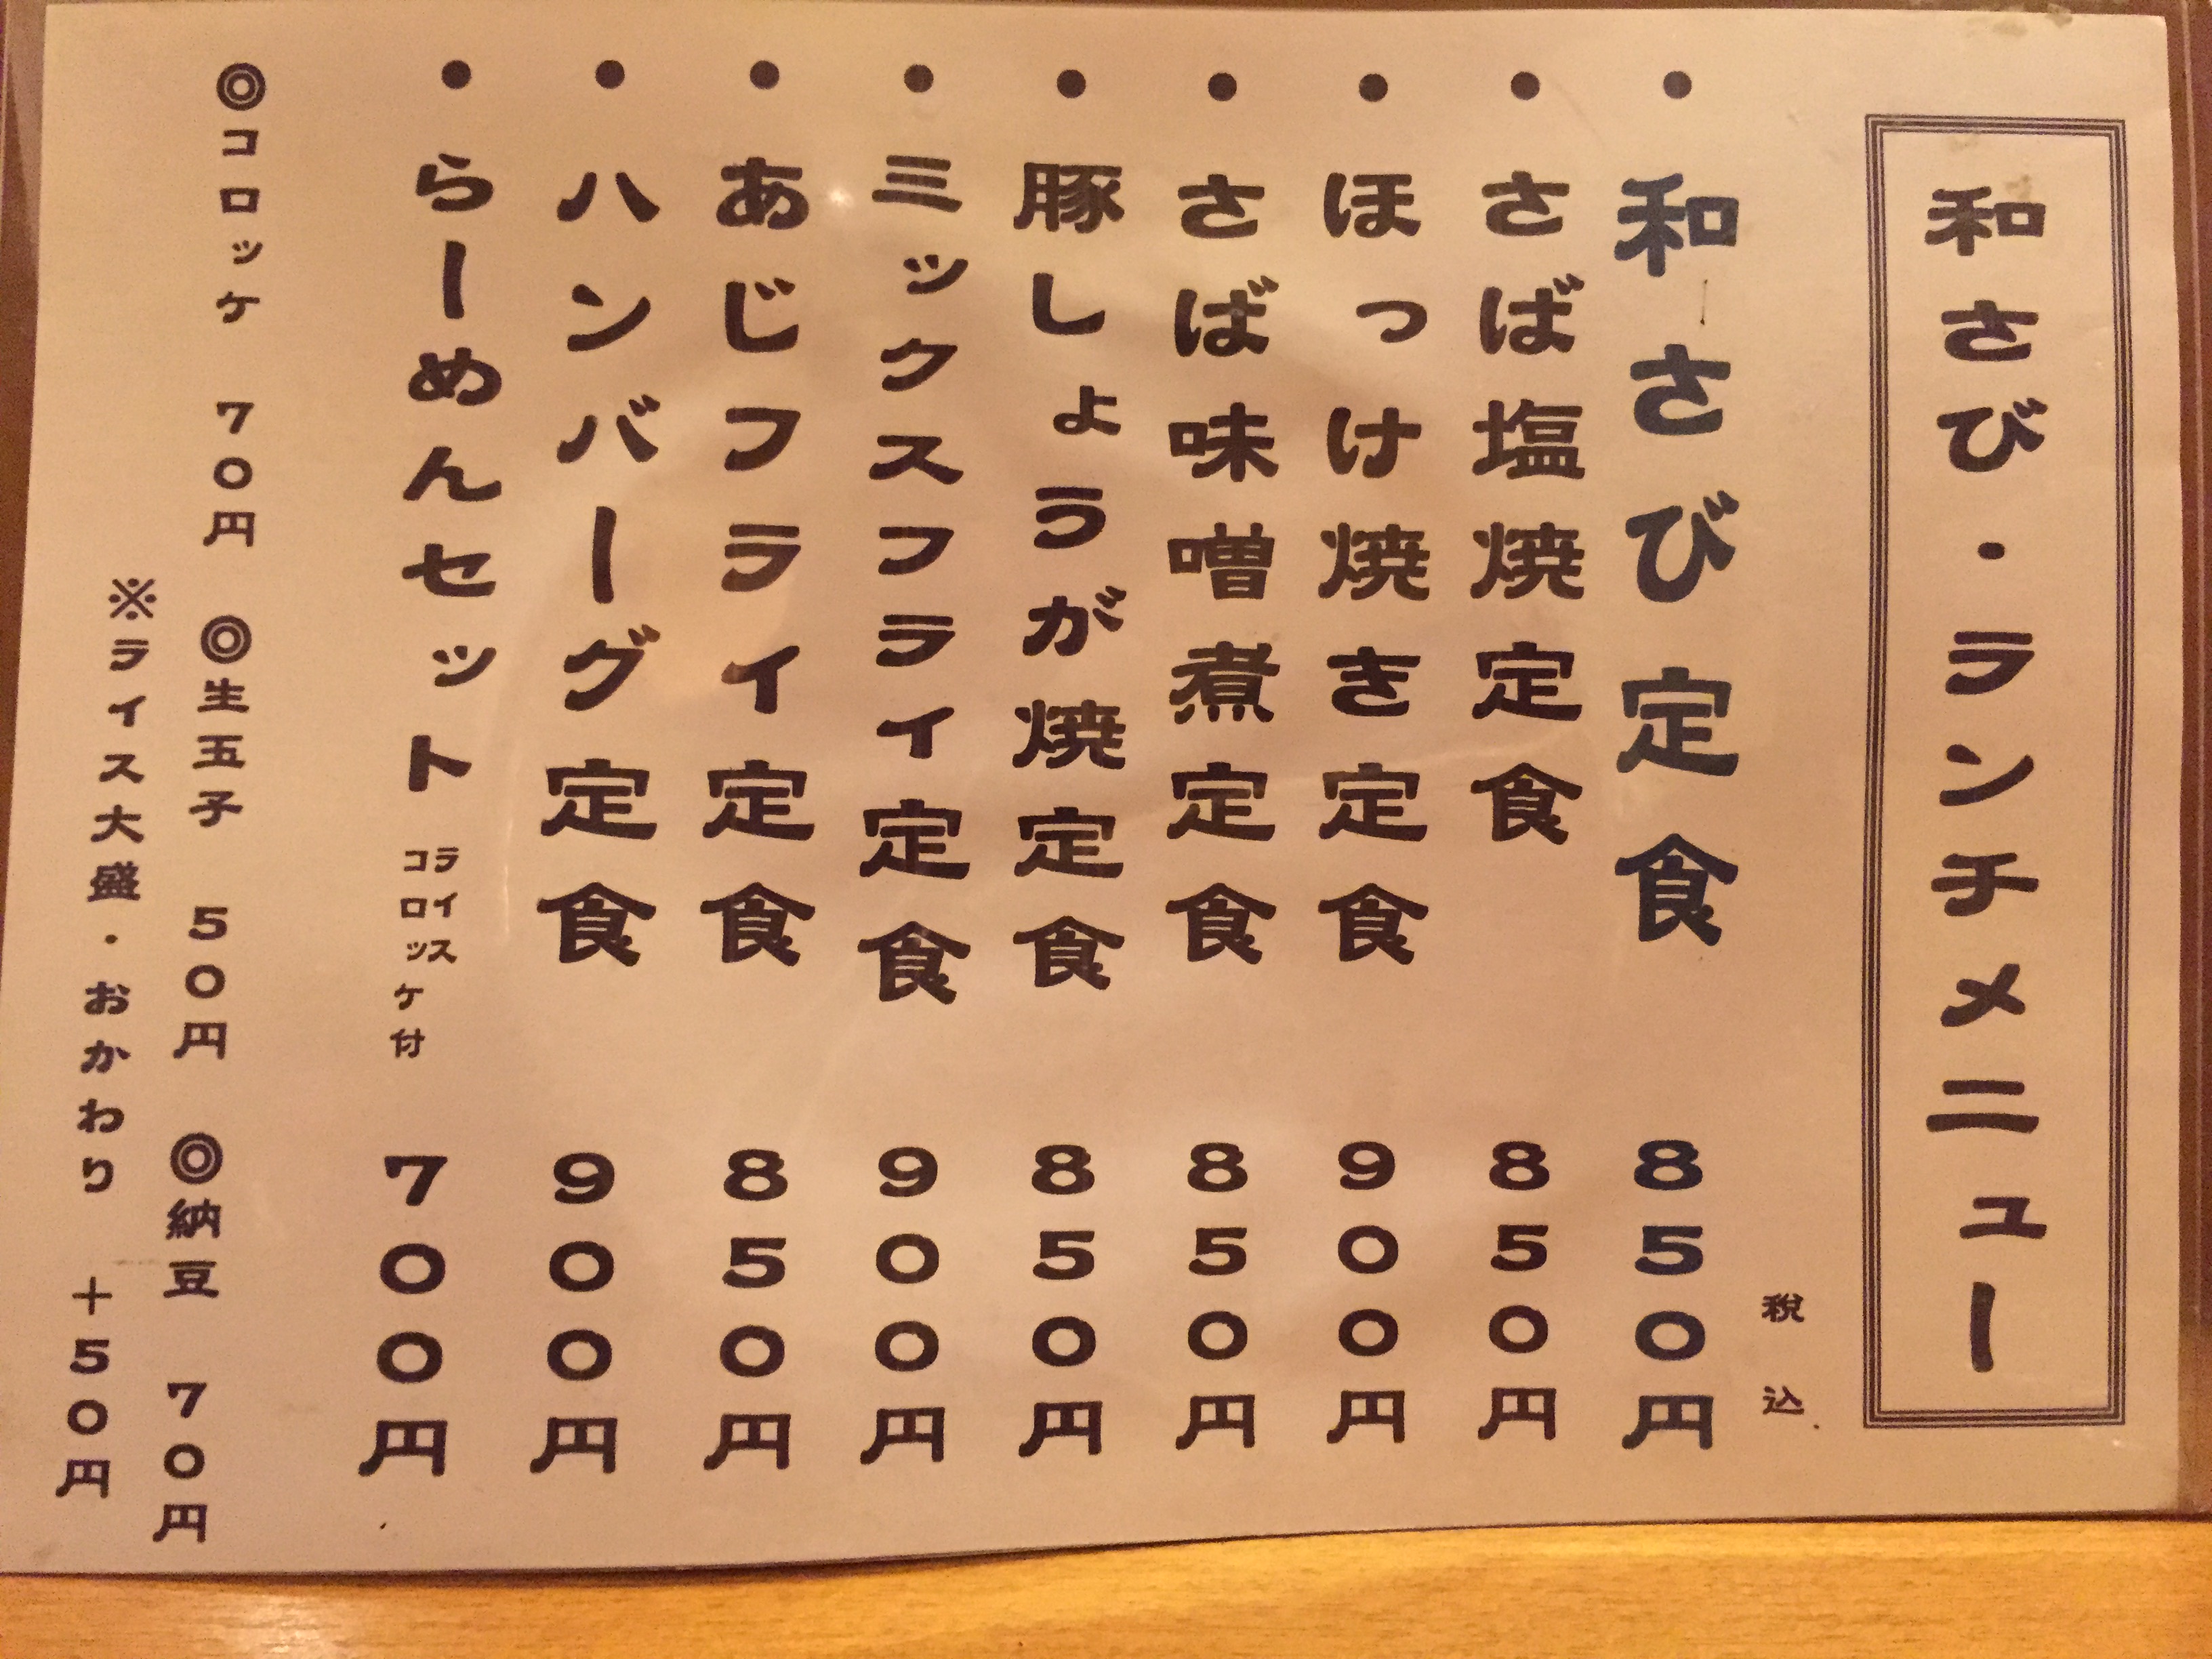 和さび・ランチメニュー
税込
・和さび定食 850円
・さば塩焼定食 850円
・ほっけ焼き定食 900円
・さば味噌煮定食 850円
・豚しょうが焼定食 850円
・ミックスフライ定食 900円
・あじフライ定食 850円
・ハンバーグ定食 900円
・らーめんセット ライスコロッケ付 700円
◎コロッケ 70円 ◎生玉子 50円 ◎納豆 70円
※ライス大盛・おかわり +50円